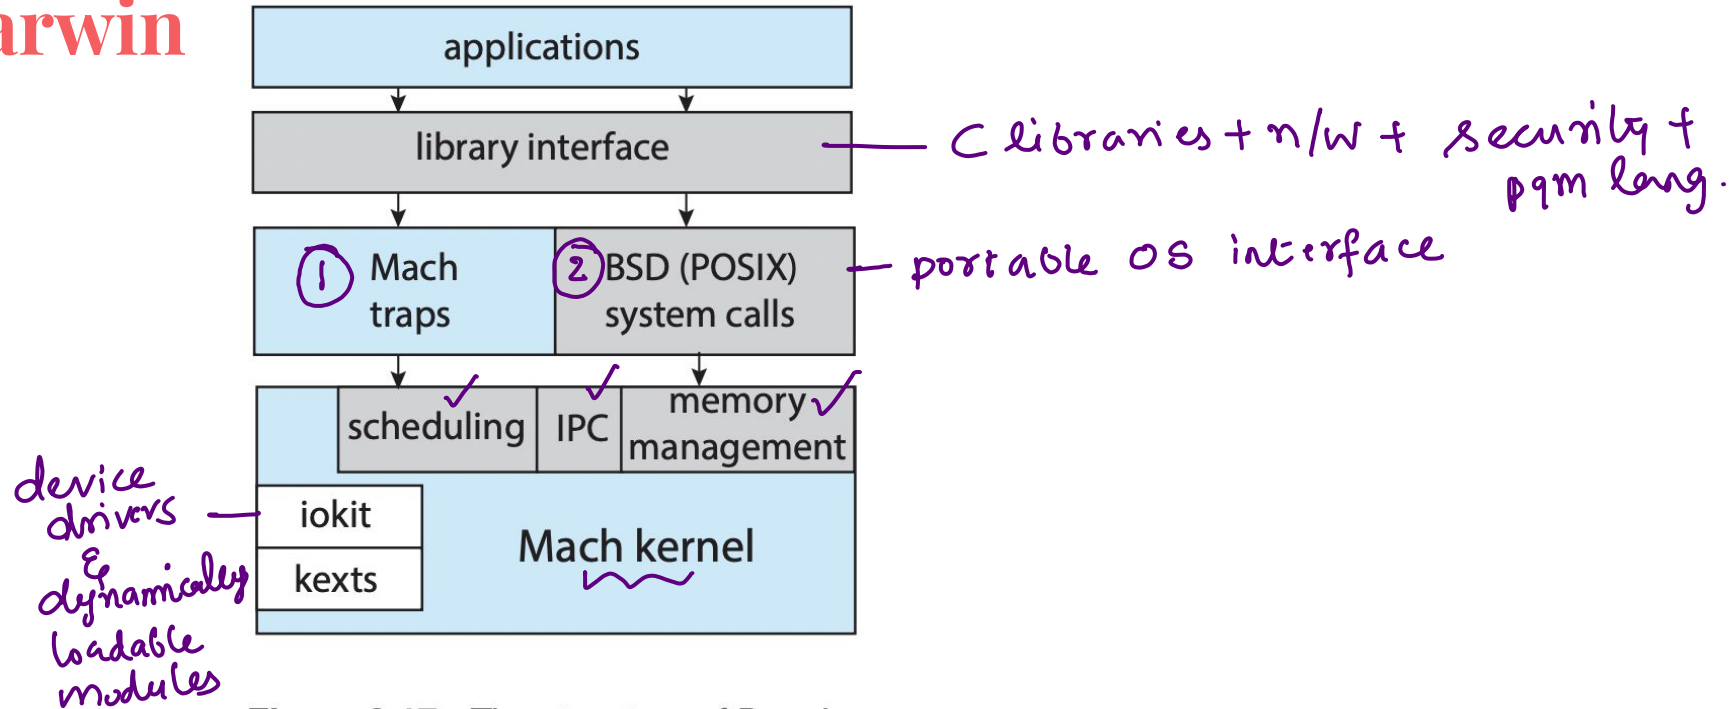 arwin
applications
library interface
C libraries + n/w + security +
pgm lang.
① Mach
traps
② BSD (POSIX)
system calls
portable OS interface
scheduling
IPC
memory
management
device
drivers
&
dynamically
loadable
modules
iokit
kexts
Mach kernel